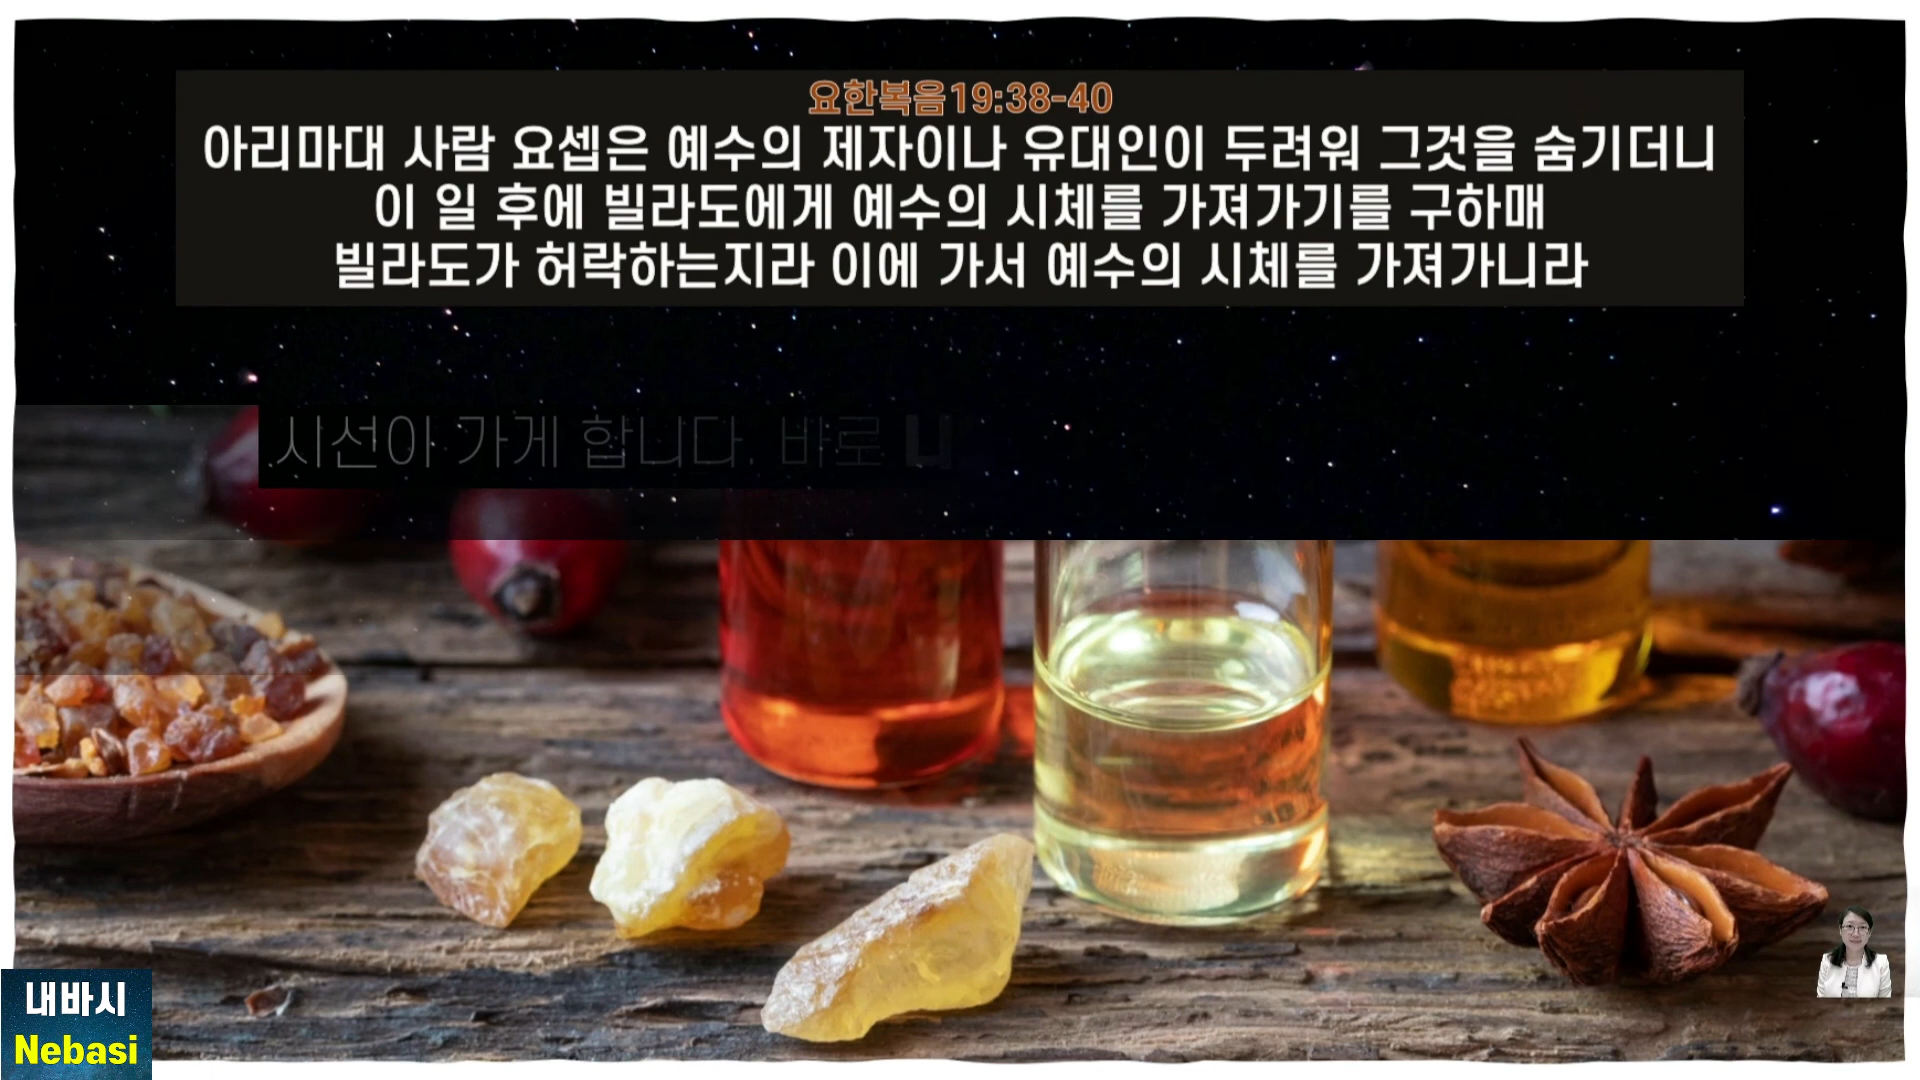 요한복음19:38-40
아리마대 사람 요셉은 예수의 제자이나 유대인이 두려워 그것을 숨기더니
이 일 후에 빌라도에게 예수의 시체를 가져가기를 구하매
빌라도가 허락하는지라 이에 가서 예수의 시체를 가져가니라
시선이 가게 합니다. 바로
내바시
Nebasi